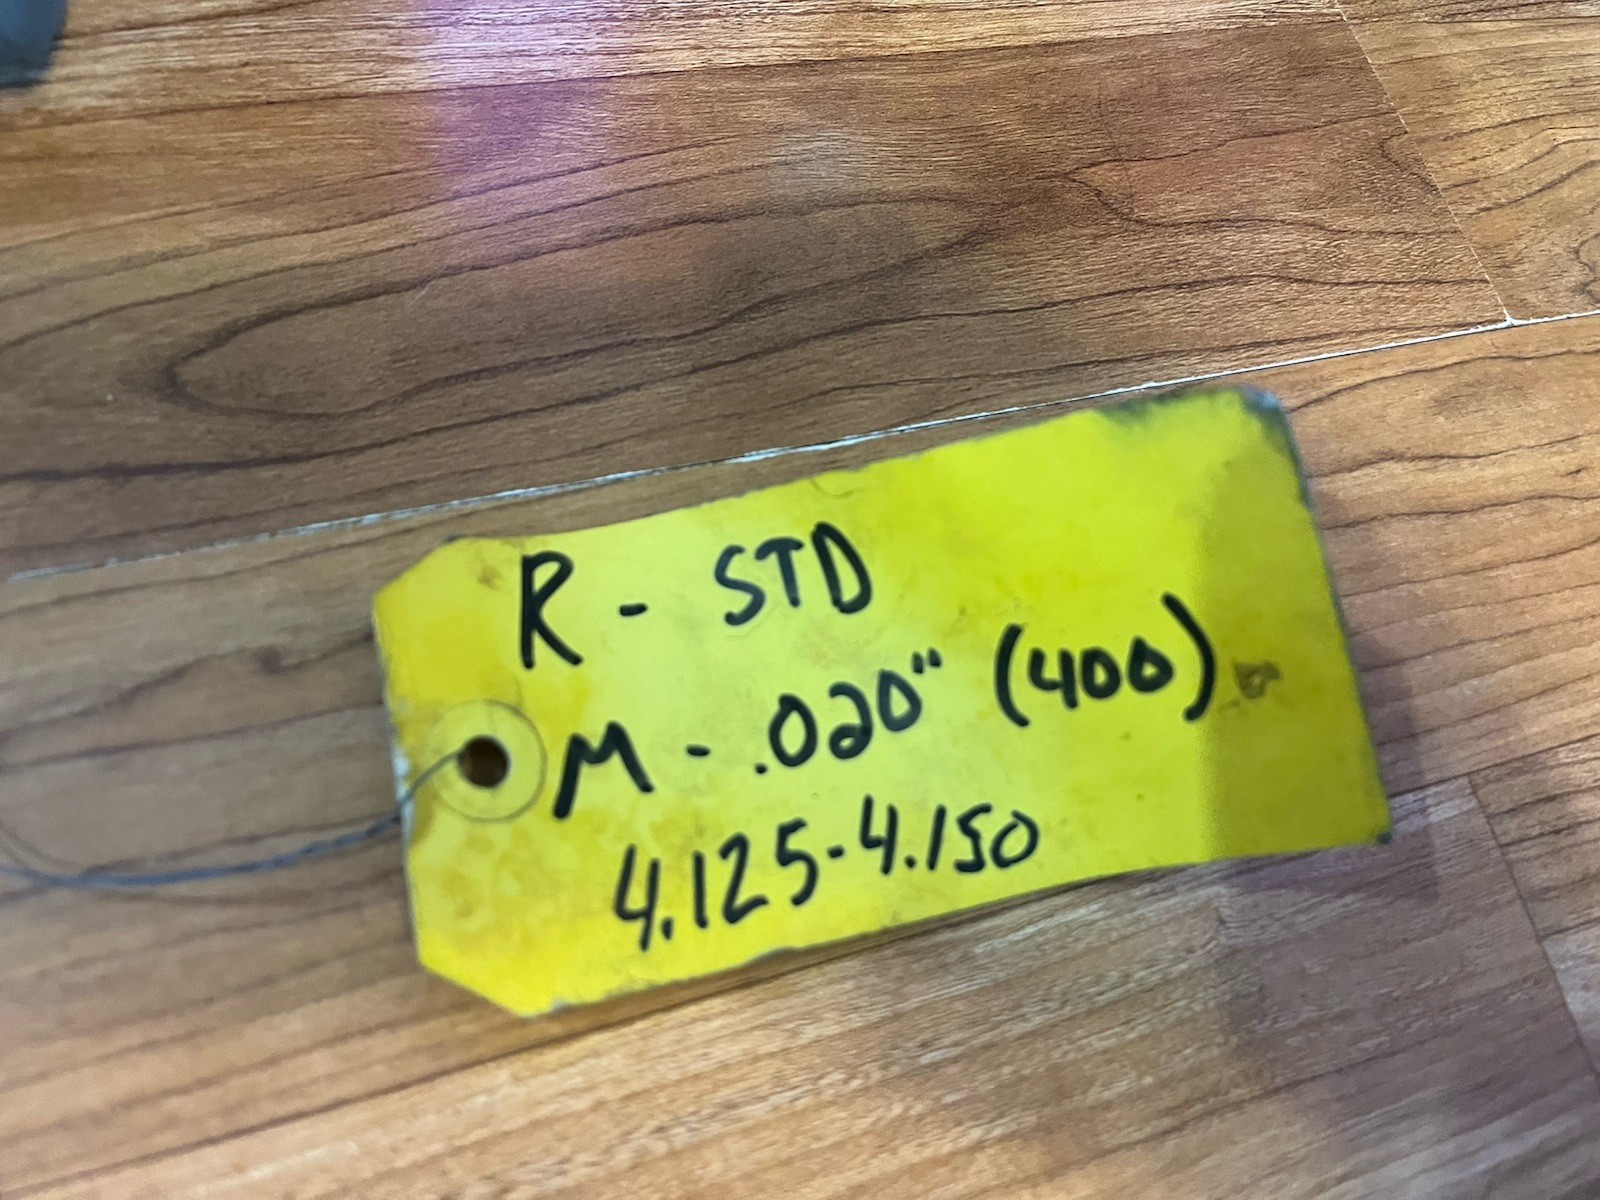 R - STD
M - .020" (400)
4.125-4.150